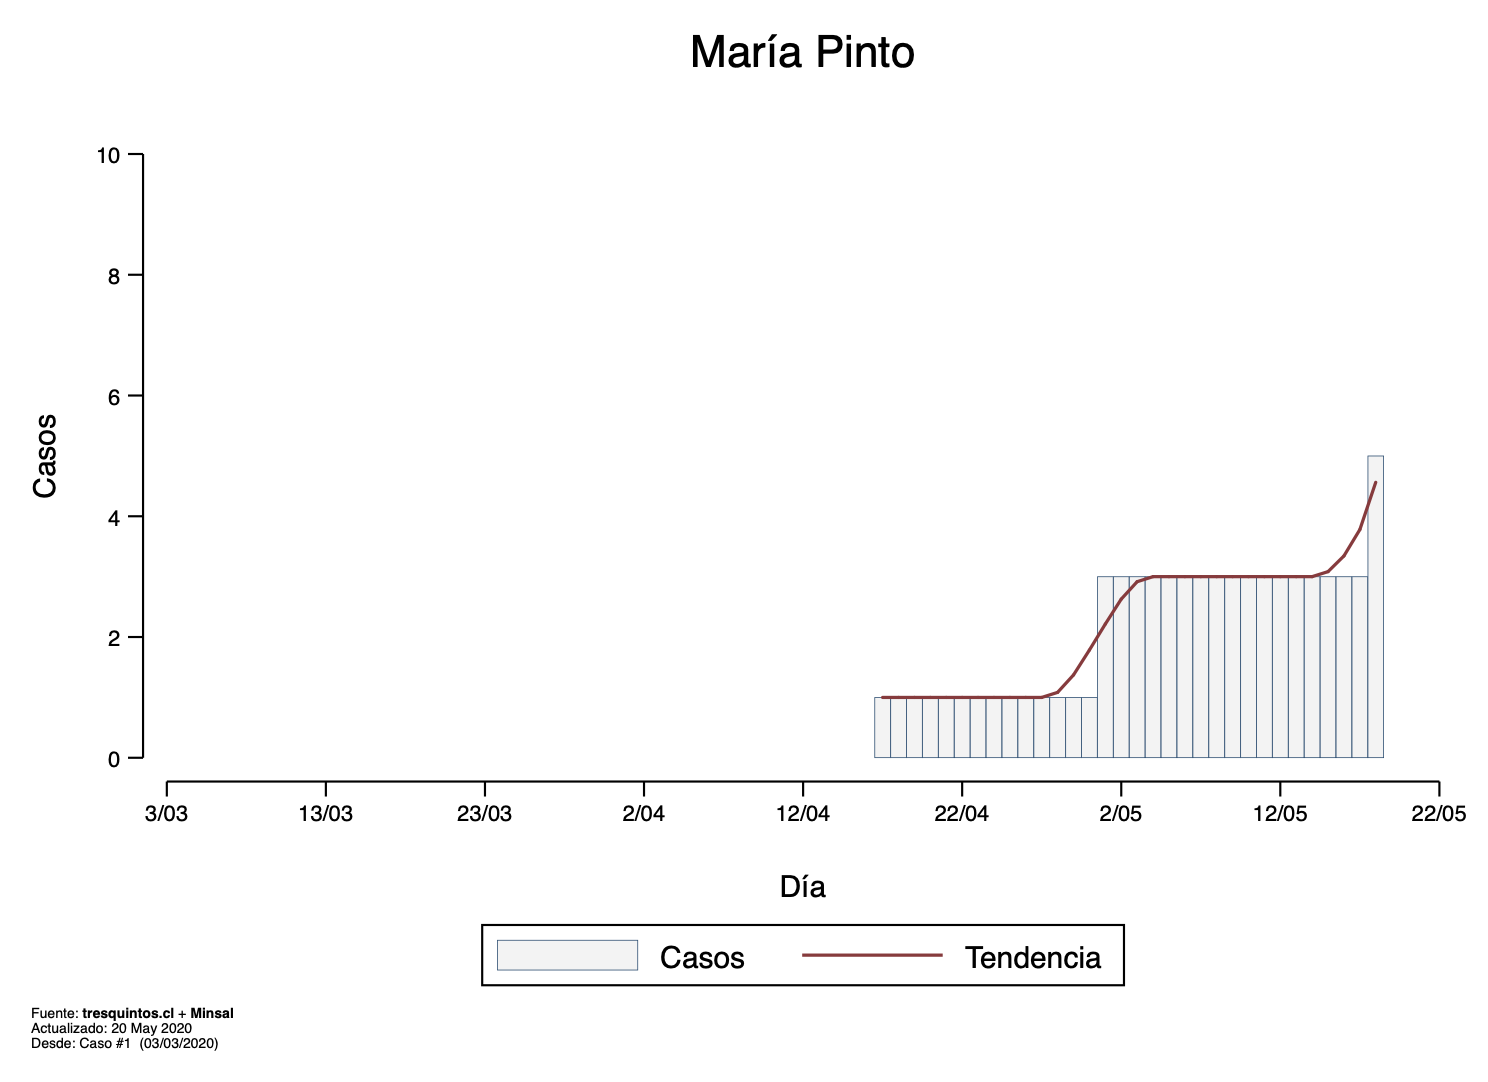 María Pinto
Casos
10
8
6
4
2
0
3/03 13/03 23/03 2/04 12/04 22/04 2/05 12/05 22/05
Día
Casos Tendencia
Fuente: tresquintos.cl + Minsal
Actualizado: 20 May 2020
Desde: Caso #1 (03/03/2020)